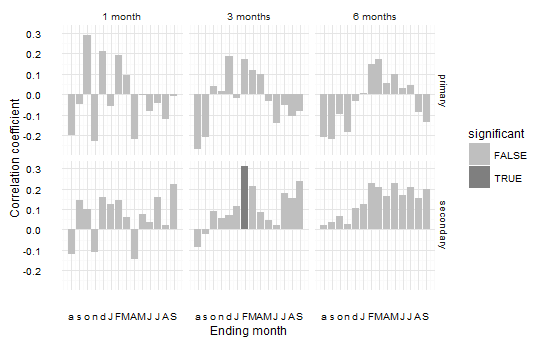 1 month
3 months
6 months
0.3
0.2
0.1
0.0
-0.1
-0.2
primary
0.3
0.2
0.1
0.0
-0.1
-0.2
secondary
Correlation coefficient
a s o n d J F M A M J J A S
a s o n d J F M A M J J A S
a s o n d J F M A M J J A S
Ending month
significant
FALSE
TRUE